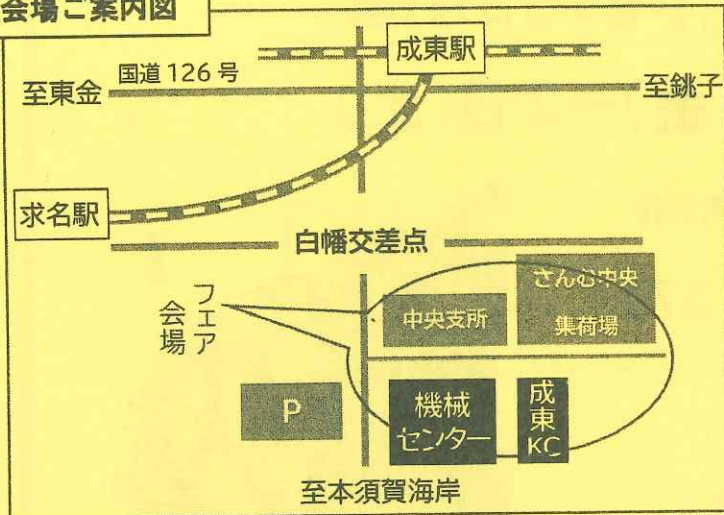 会場ご案内図
成東駅
国道126号
至東金
至銚子
求名駅
白幡交差点
さんむ中央
集荷場
中央支所
フェア
会場
P
機械
センター
成東
KC
至本須賀海岸